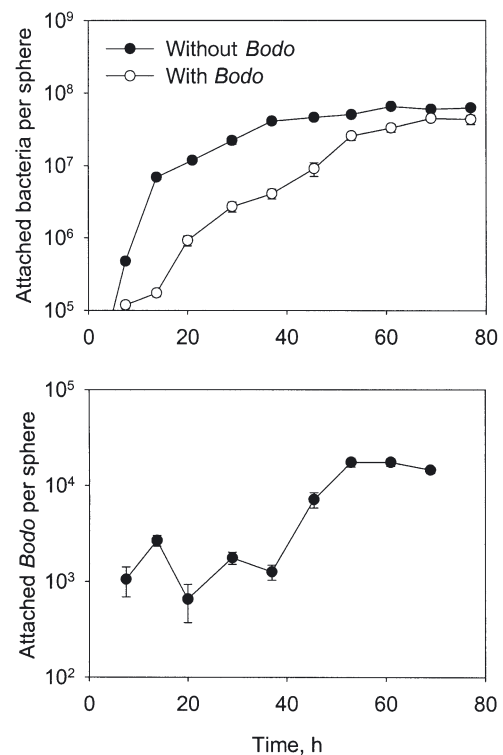 10⁹
Without Bodo
With Bodo
10⁸
10⁷
10⁶
10⁵
Attached bacteria per sphere
0 20 40 60 80
10⁵
10⁴
10³
10²
Attached Bodo per sphere
0 20 40 60 80
Time, h